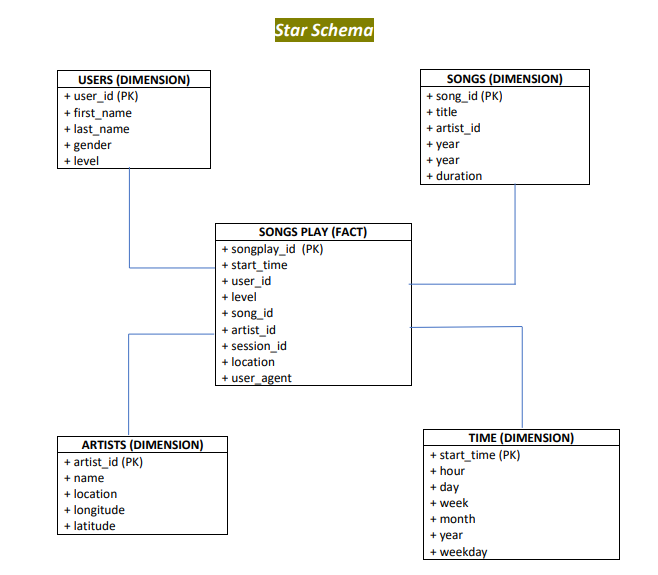 Star Schema
USERS (DIMENSION)
+ user_id (PK)
+ first_name
+ last_name
+ gender
+ level
SONGS (DIMENSION)
+ song_id (PK)
+ title
+ artist_id
+ year
+ year
+ duration
SONGS PLAY (FACT)
+ songplay_id (PK)
+ start_time
+ user_id
+ level
+ song_id
+ artist_id
+ session_id
+ location
+ user_agent
ARTISTS (DIMENSION)
+ artist_id (PK)
+ name
+ location
+ longitude
+ latitude
TIME (DIMENSION)
+ start_time (PK)
+ hour
+ day
+ week
+ month
+ year
+ weekday